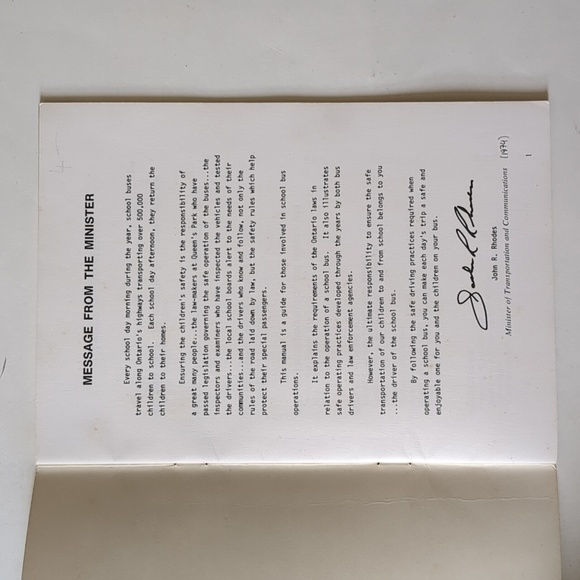 MESSAGE FROM THE MINISTER
Every school day morning during the year, school buses
travel along Ontario's highways transporting over 500,000
children to school. Each school day afternoon, they return the
children to their homes.
Ensuring the children's safety is the responsibility of
a great many people...the law-makers at Queen's Park who have
passed legislation governing the safe operation of the buses...the
inspectors and examiners who have inspected the vehicles and tested
the drivers...the local school boards alert to the needs of their
communities...and the drivers who know and follow, not only the
rules of the road laid down by law, but the safety rules which help
protect their special passengers.
This manual is a guide for those involved in school bus
operations.
It explains the requirements of the Ontario laws in
relation to the operation of a school bus. It also illustrates
safe operating practices developed through the years by both bus
drivers and law enforcement agencies.
However, the ultimate responsibility to ensure the safe
transportation of our children to and from school belongs to you
...the driver of the school bus.
By following the safe driving practices required when
operating a school bus, you can make each day's trip a safe and
enjoyable one for you and the children on your bus.
John R. Rhodes
John R. Rhodes
Minister of Transportation and Communications (1974)
1